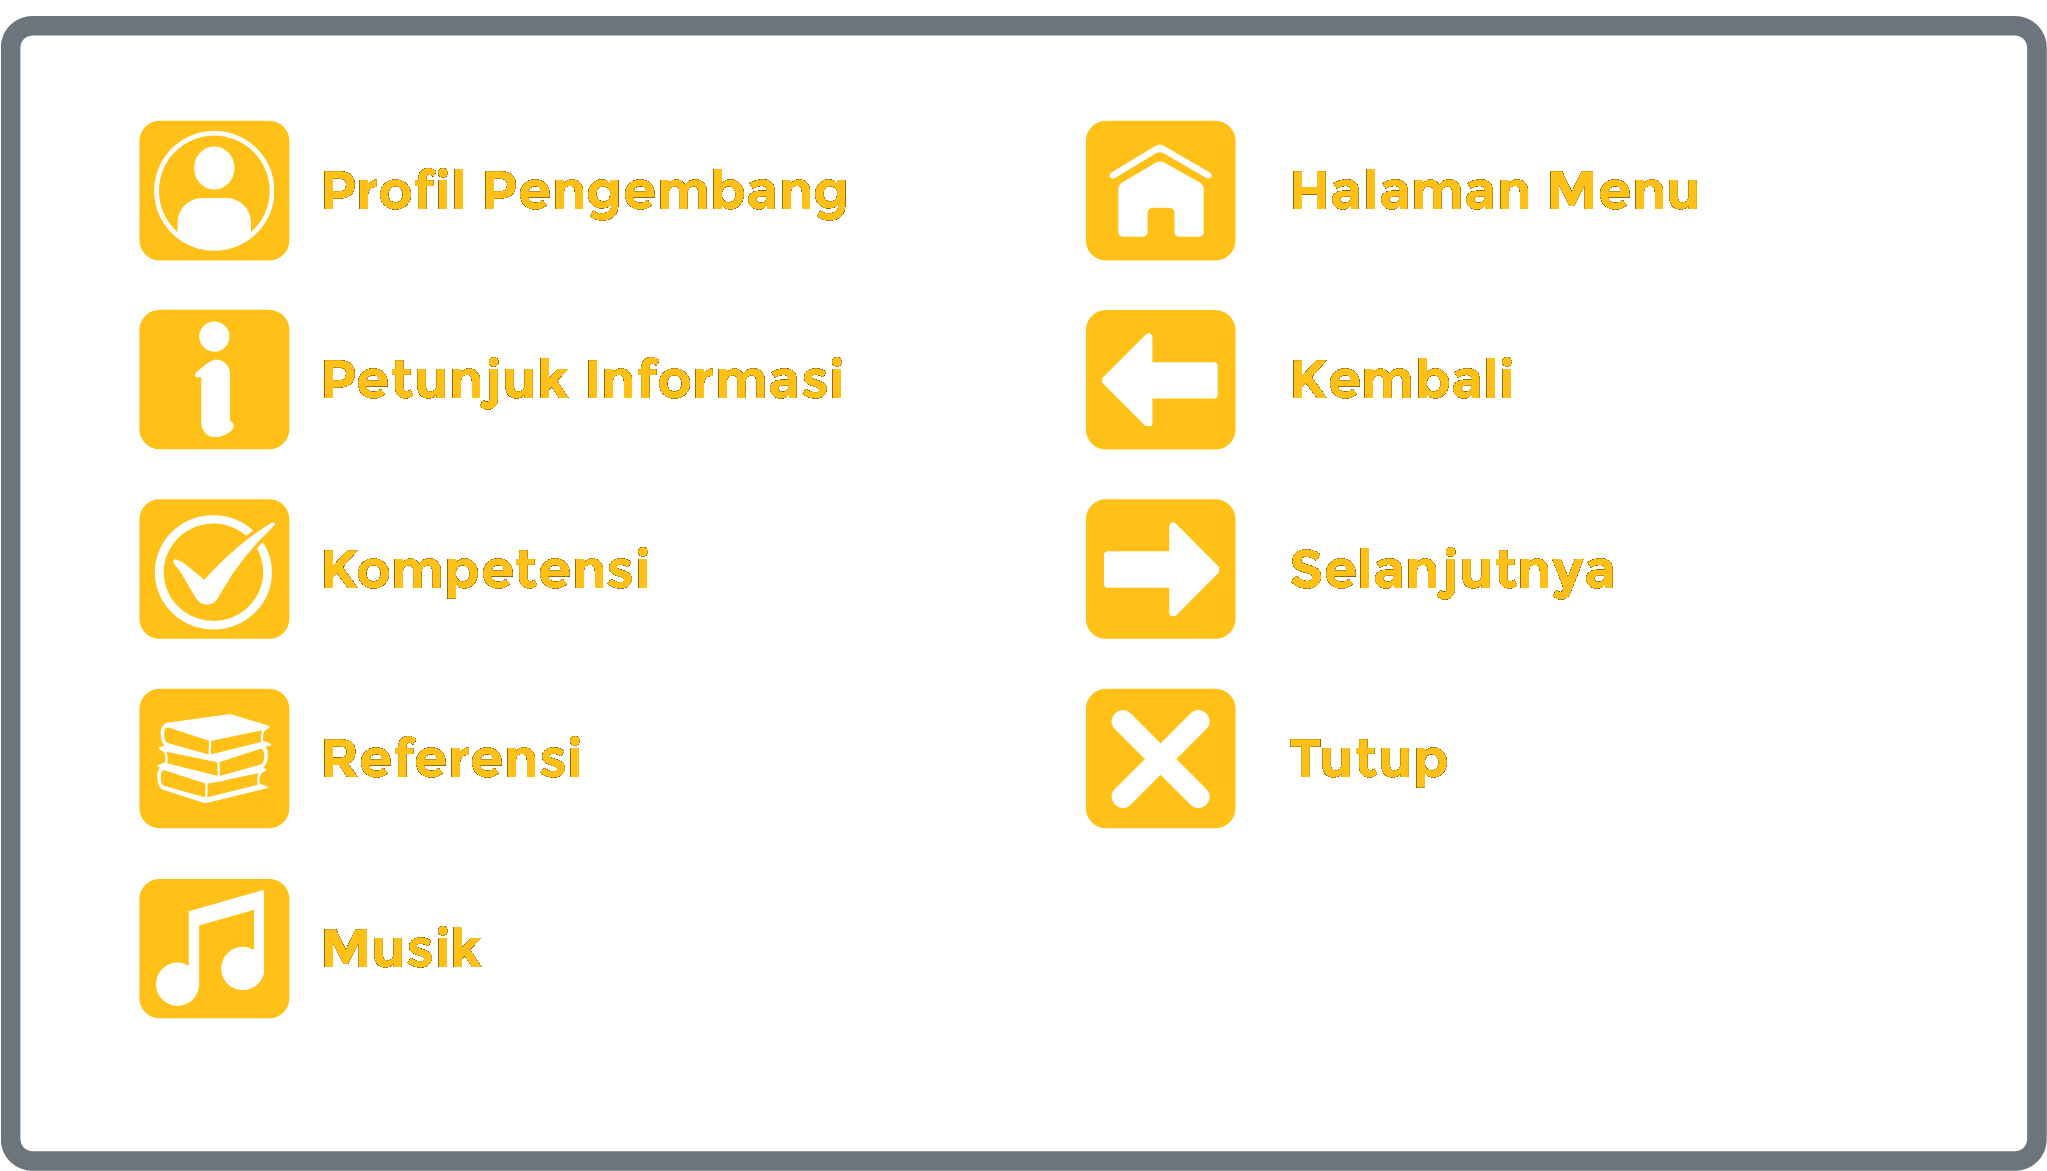 Profil Pengembang
Petunjuk Informasi
Kompetensi
Referensi
Musik
Halaman Menu
Kembali
Selanjutnya
Tutup